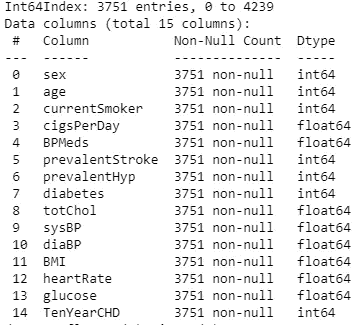 Int64Index: 3751 entries, 0 to 4239
Data columns (total 15 columns):
 #   Column           Non-Null Count  Dtype
---  ------           --------------  -----
 0   sex              3751 non-null   int64
 1   age              3751 non-null   int64
 2   currentSmoker    3751 non-null   int64
 3   cigsPerDay       3751 non-null   float64
 4   BPMeds           3751 non-null   float64
 5   prevalentStroke  3751 non-null   int64
 6   prevalentHyp     3751 non-null   int64
 7   diabetes         3751 non-null   int64
 8   totChol          3751 non-null   float64
 9   sysBP            3751 non-null   float64
 10  diaBP            3751 non-null   float64
 11  BMI              3751 non-null   float64
 12  heartRate        3751 non-null   float64
 13  glucose          3751 non-null   float64
 14  TenYearCHD       3751 non-null   int64